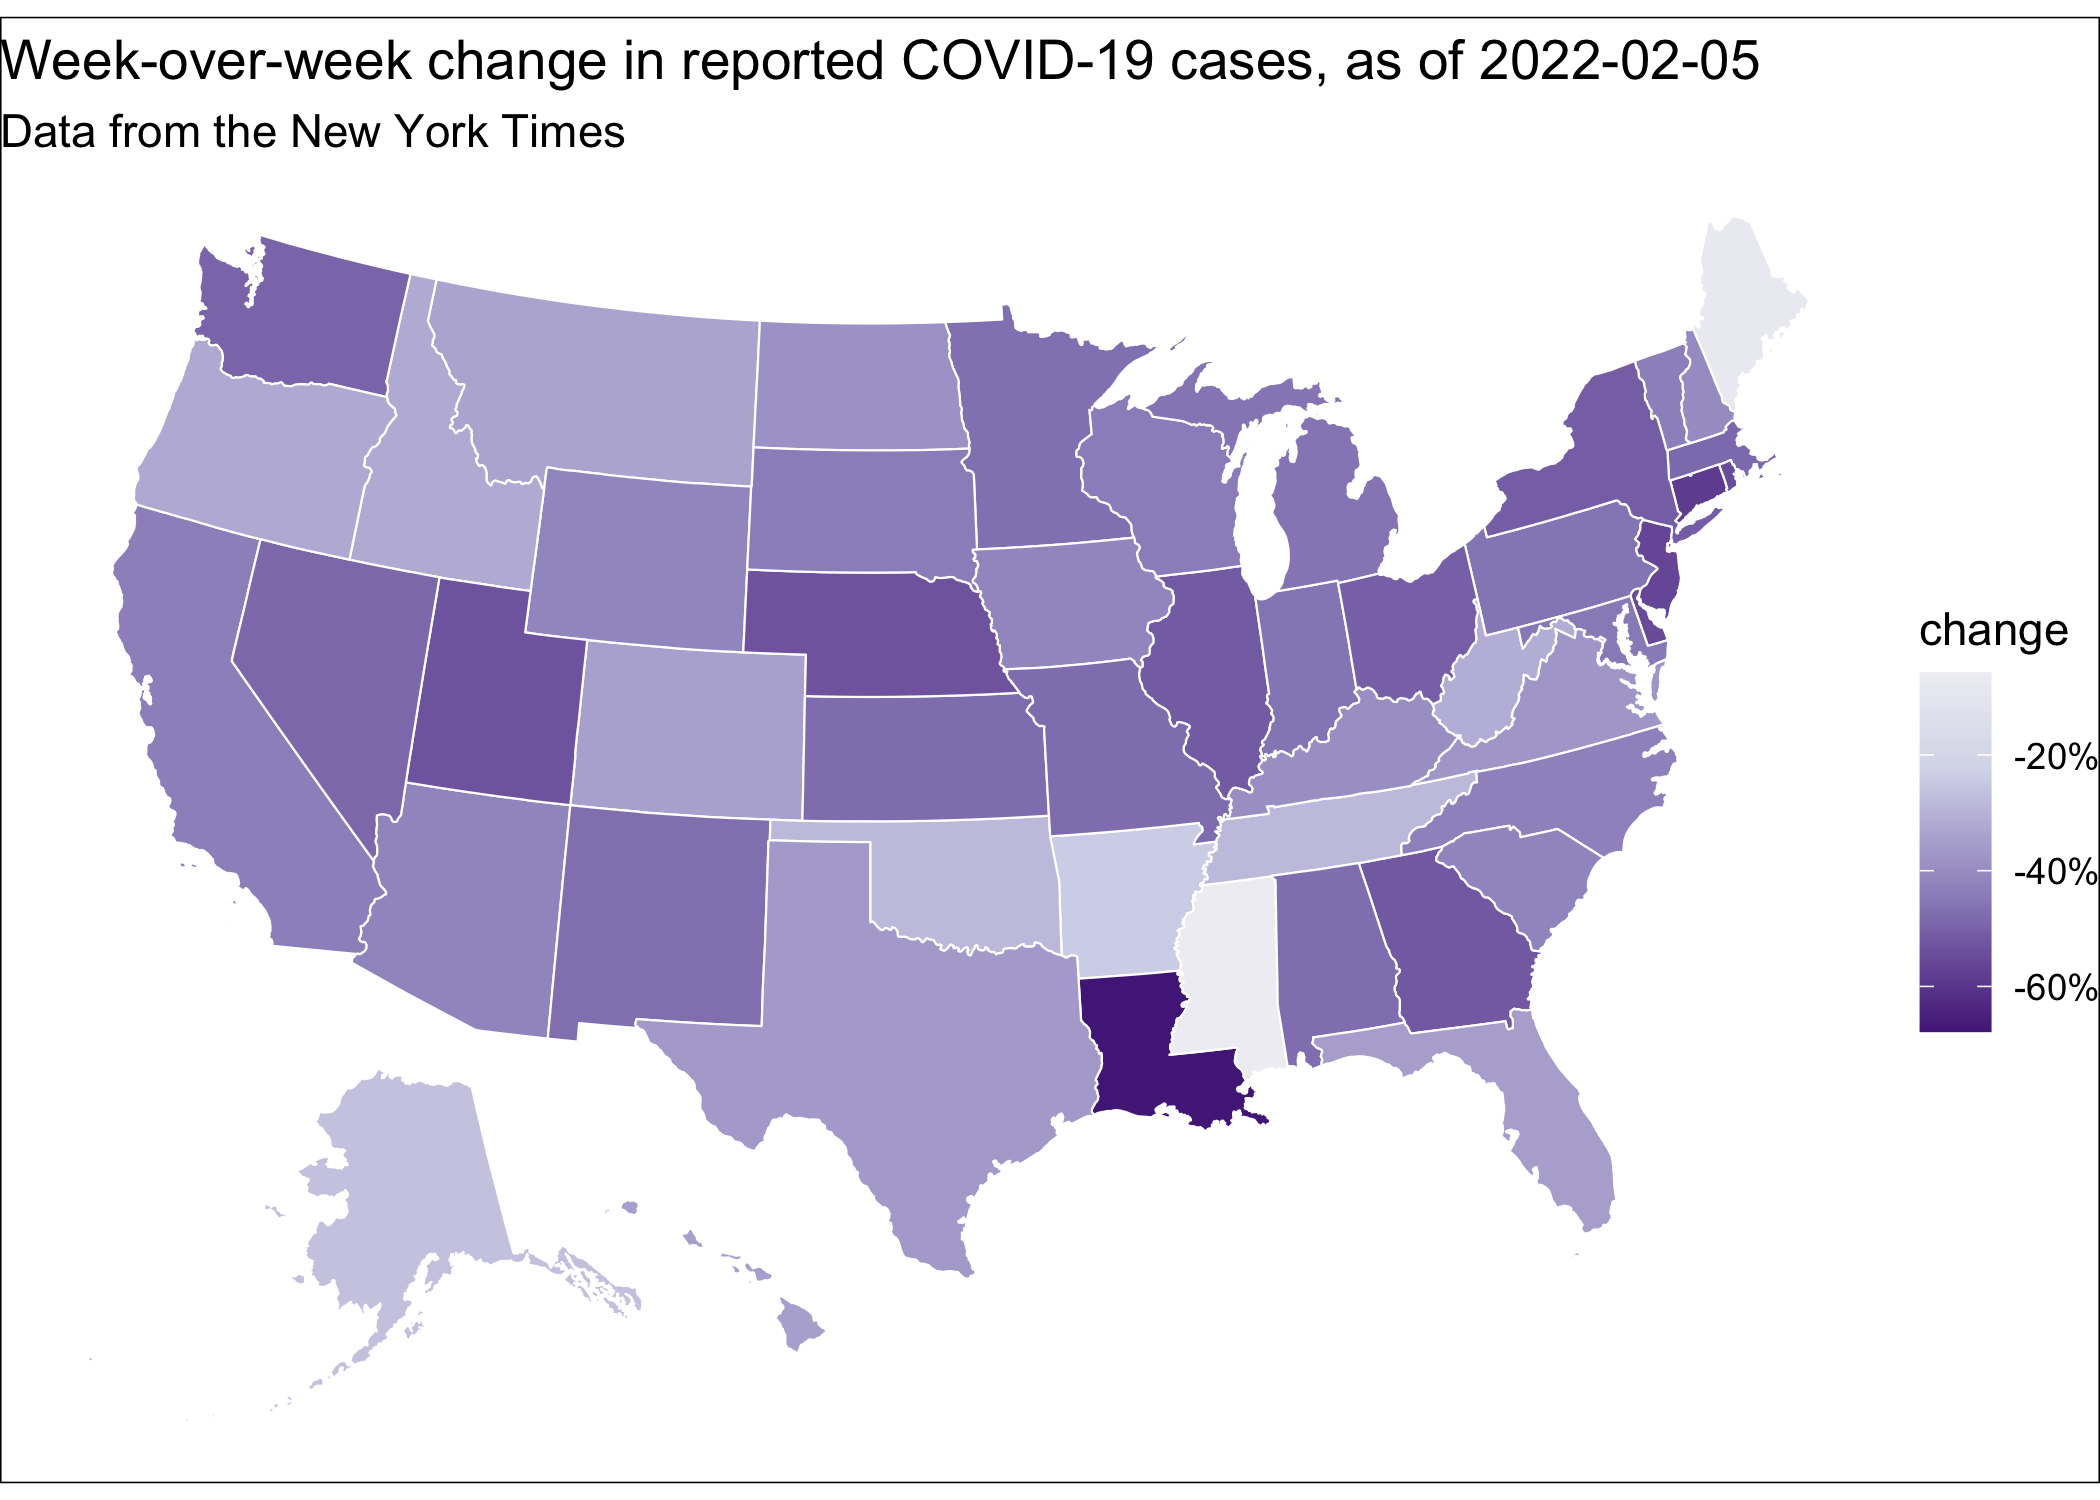 Week-over-week change in reported COVID-19 cases, as of 2022-02-05
Data from the New York Times
change
-20%
-40%
-60%